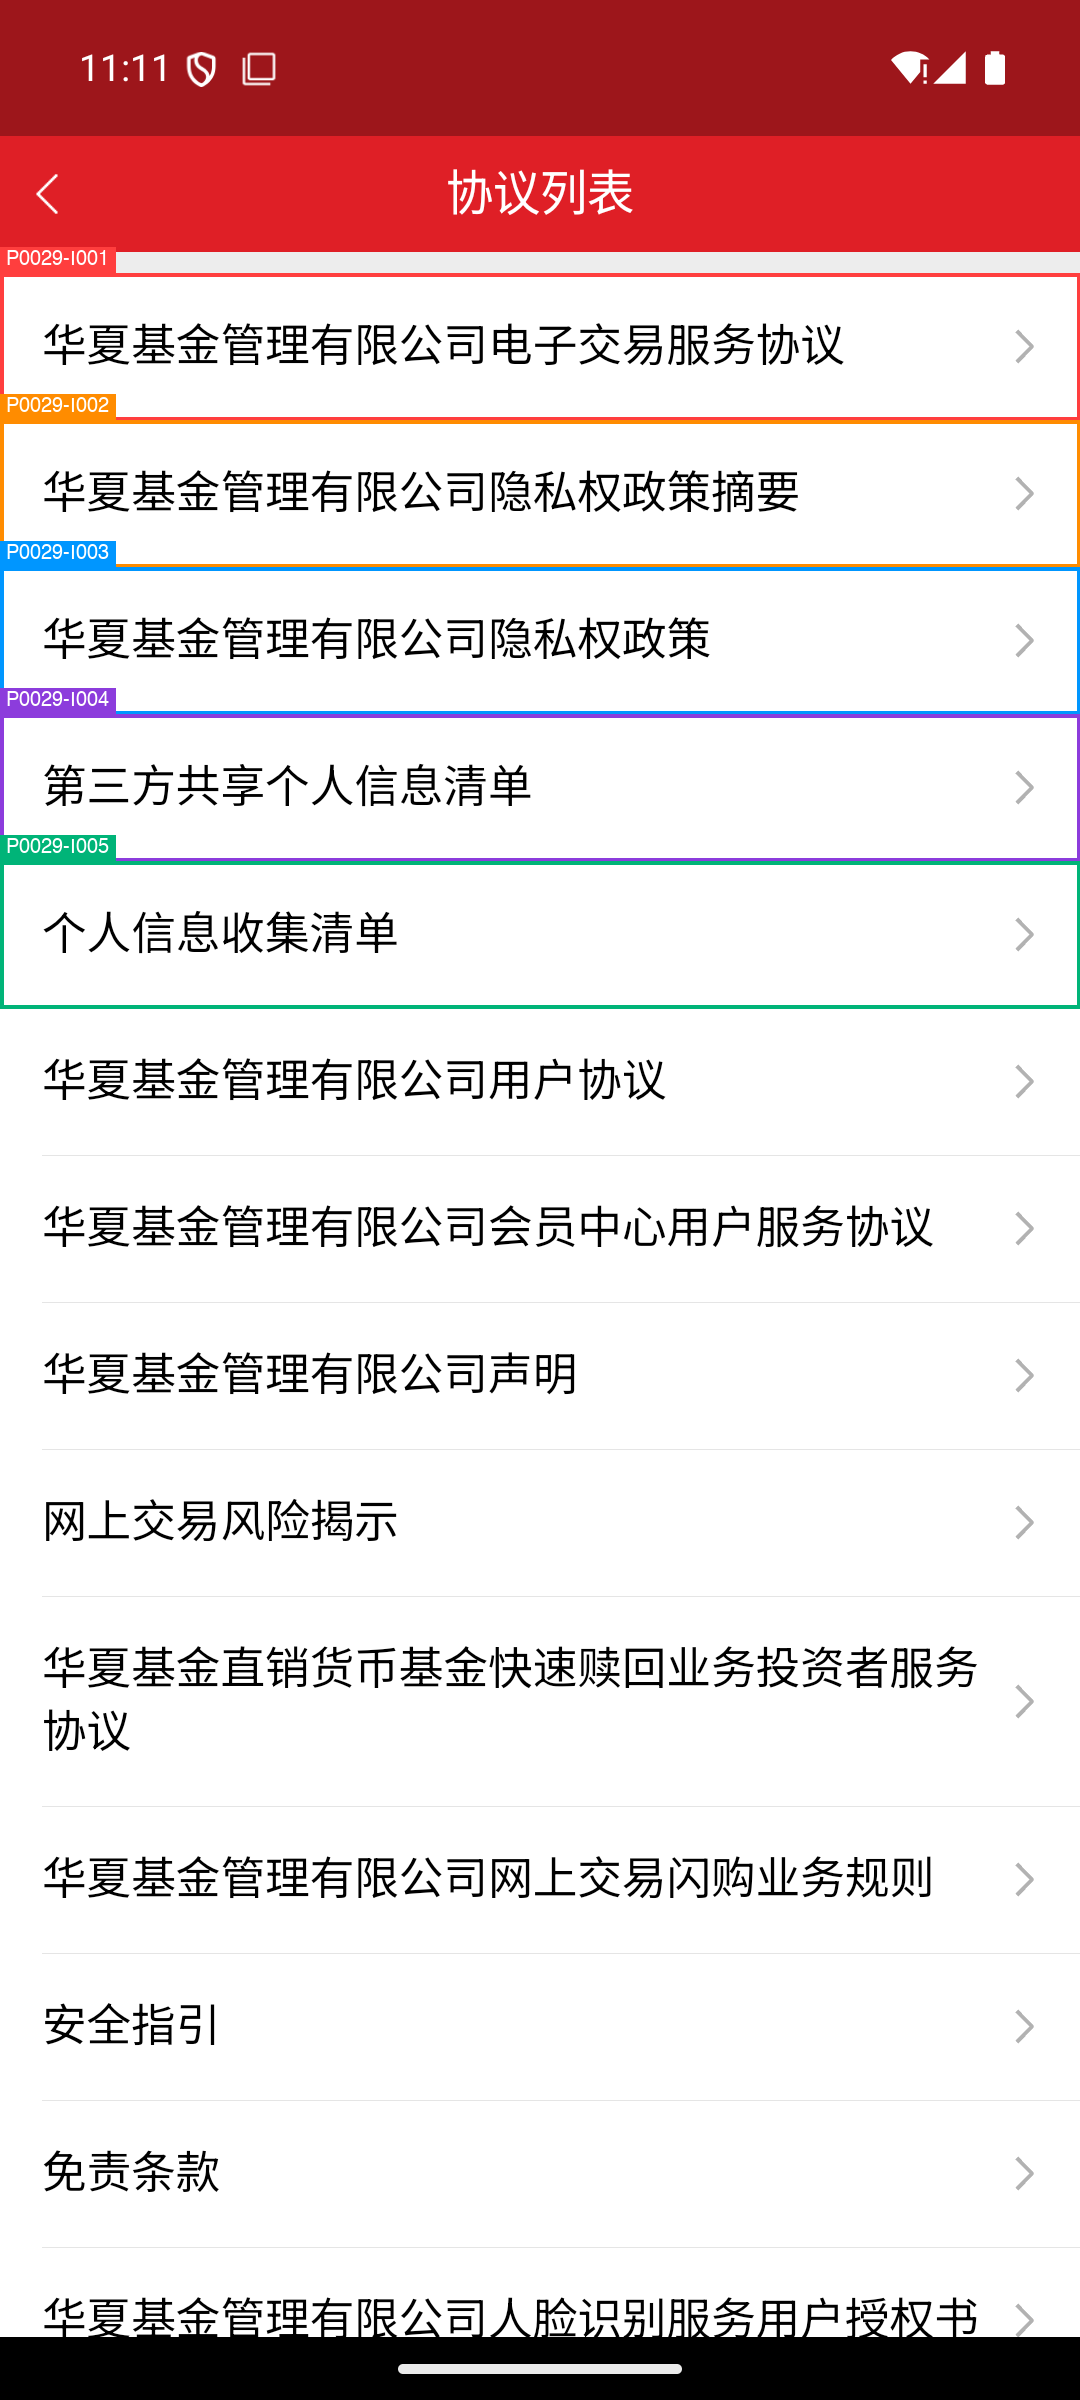 11:11
协议列表
P0029-I001
华夏基金管理有限公司电子交易服务协议
P0029-I002
华夏基金管理有限公司隐私权政策摘要
P0029-I003
华夏基金管理有限公司隐私权政策
P0029-I004
第三方共享个人信息清单
P0029-I005
个人信息收集清单
华夏基金管理有限公司用户协议
华夏基金管理有限公司会员中心用户服务协议
华夏基金管理有限公司声明
网上交易风险揭示
华夏基金直销货币基金快速赎回业务投资者服务
协议
华夏基金管理有限公司网上交易闪购业务规则
安全指引
免责条款
华夏基金管理有限公司人脸识别服务用户授权书